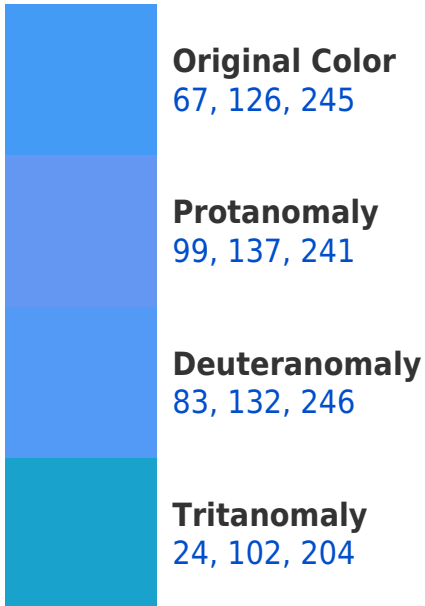 Original Color
67, 126, 245
Protanomaly
99, 137, 241
Deuteranomaly
83, 132, 246
Tritanomaly
24, 102, 204